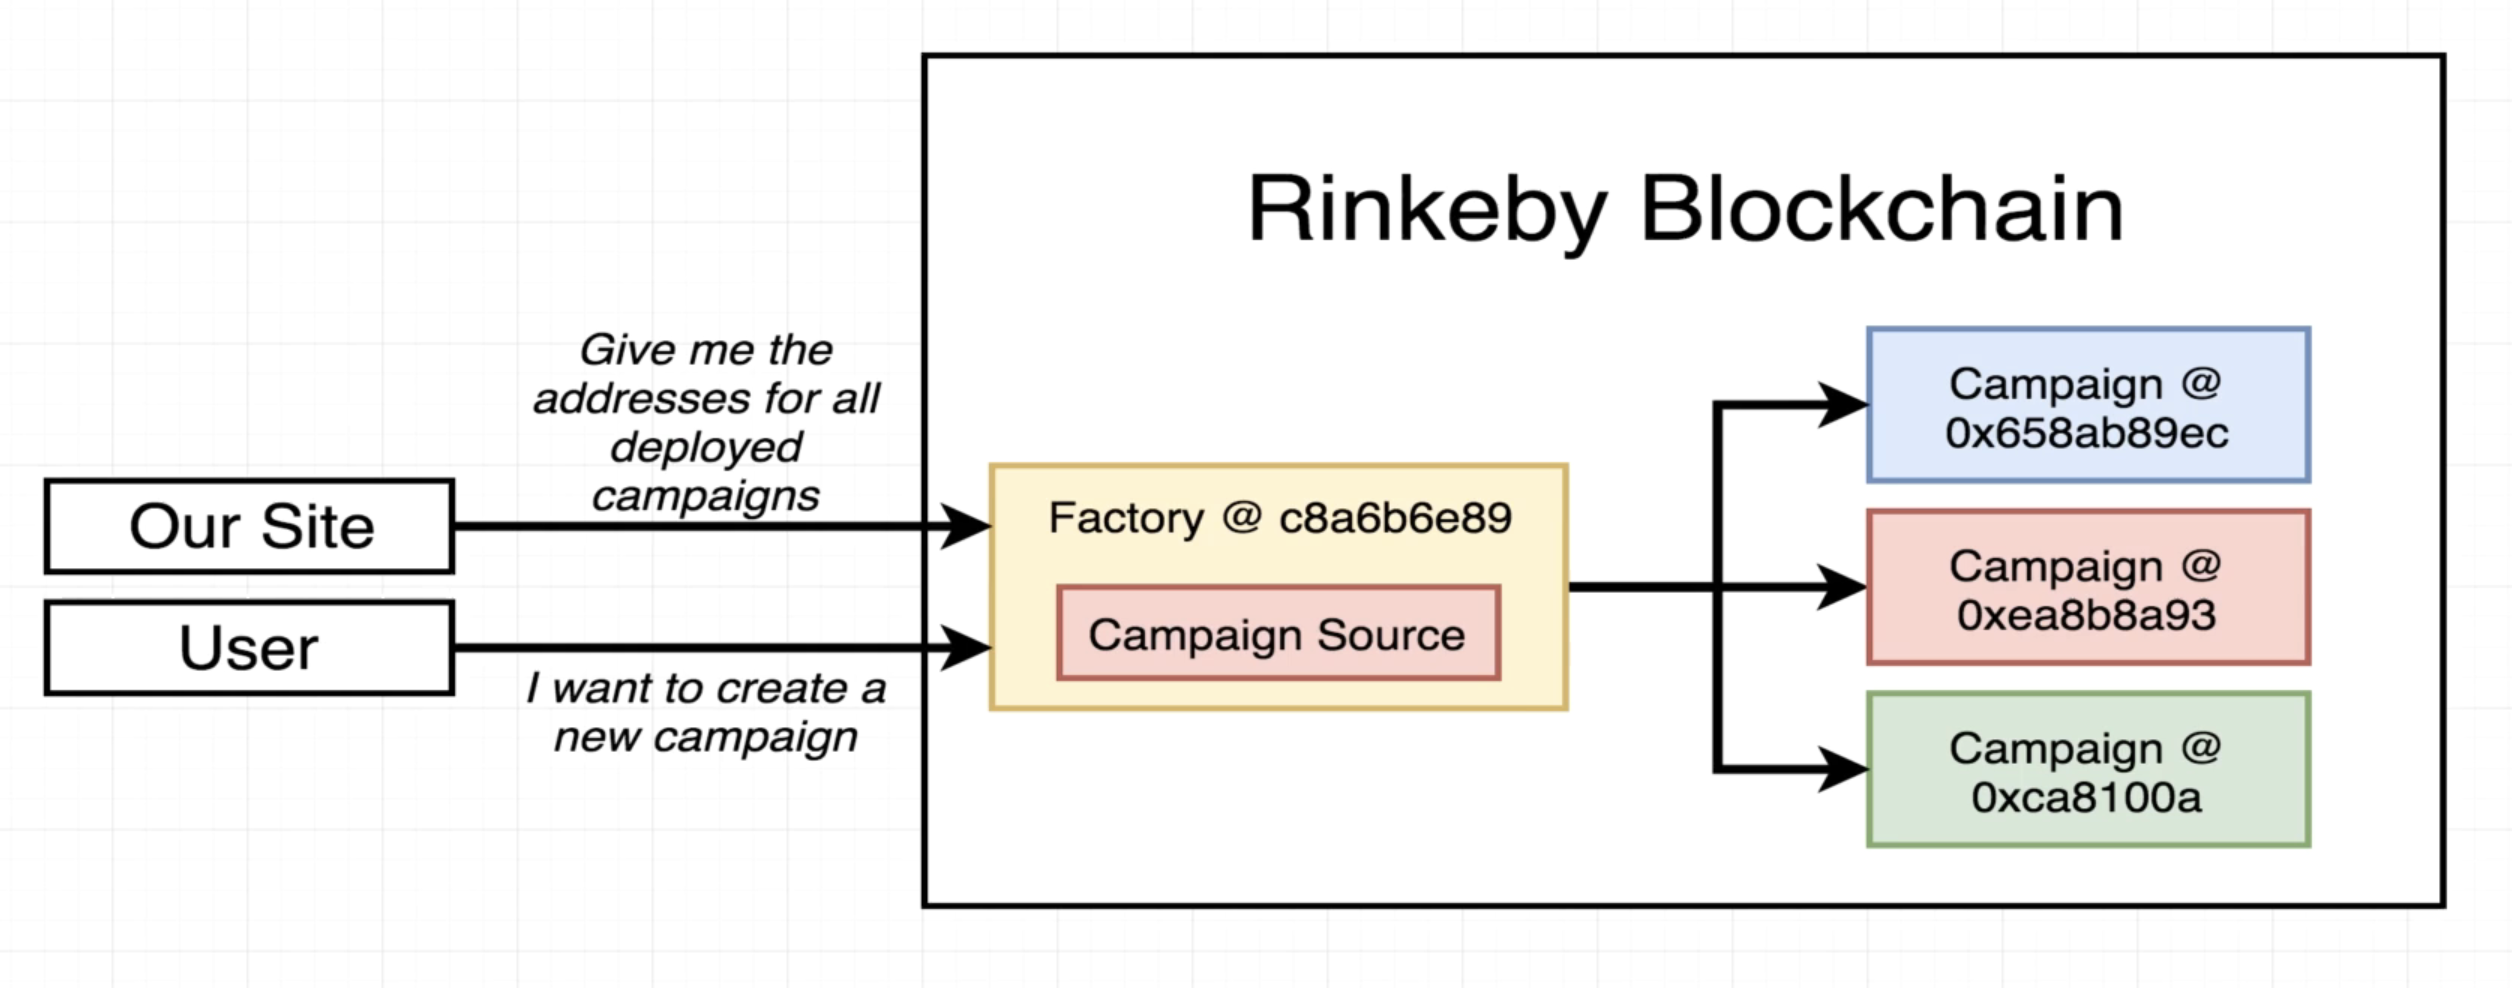 Rinkeby Blockchain
Give me the
addresses for all
deployed
campaigns
Our Site
User
I want to create a
new campaign
Factory @ c8a6b6e89
Campaign Source
Campaign @
0x658ab89ec
Campaign @
0xea8b8a93
Campaign @
0xca8100a